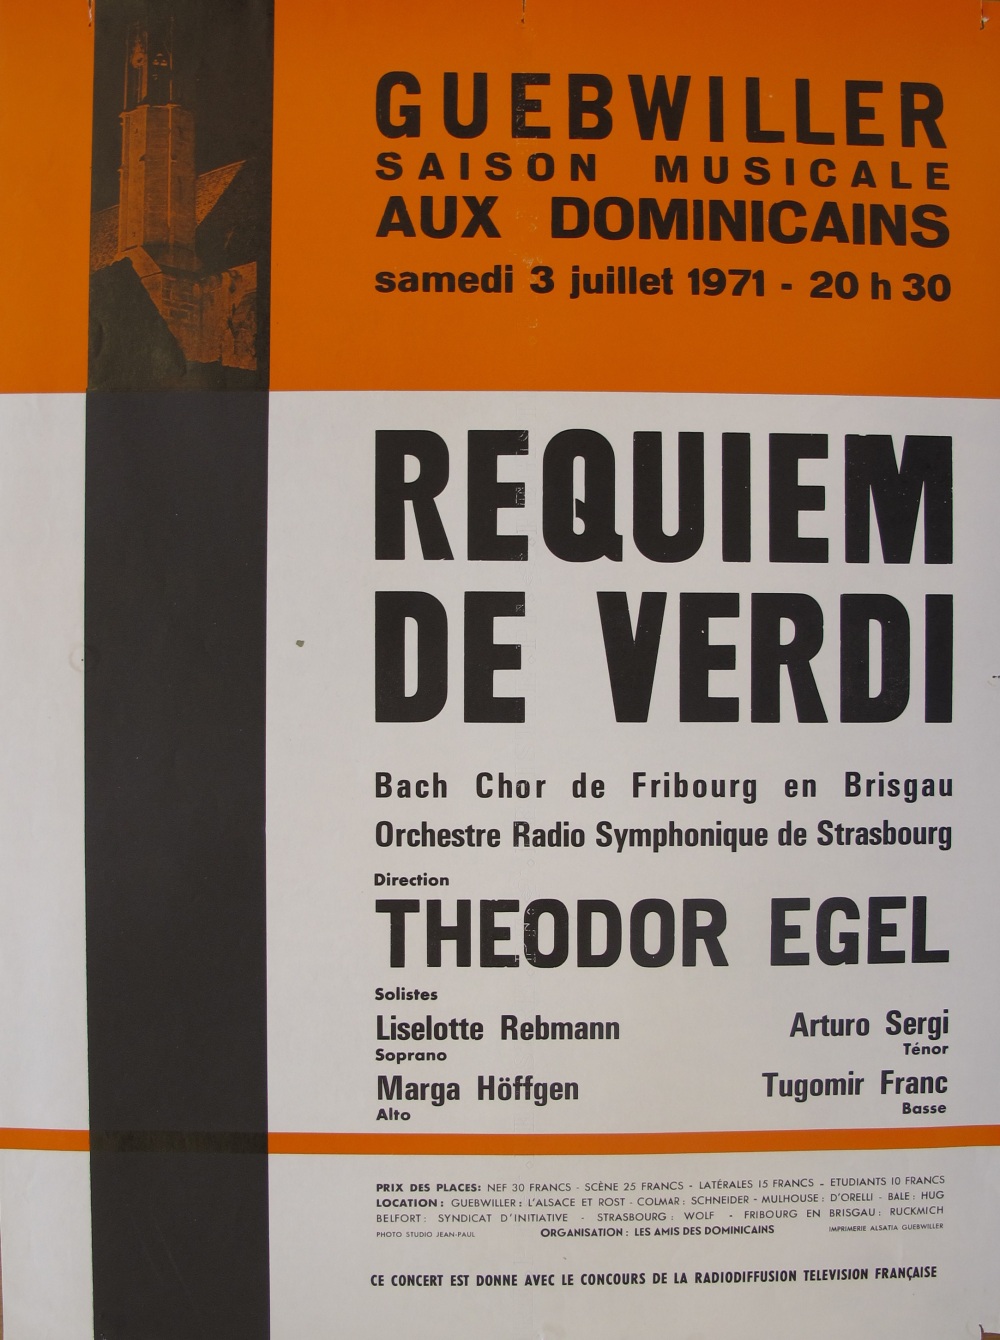 GUEBWILLER
SAISON MUSICALE
AUX DOMINICAINS
samedi 3 juillet 1971 - 20 h 30
REQUIEM
DE VERDI
Bach Chor de Fribourg en Brisgau
Orchestre Radio Symphonique de Strasbourg
Direction
THEODOR EGEL
Solistes
Liselotte Rebmann
Soprano
Arturo Sergi
Ténor
Marga Höffgen
Alto
Tugomir Franc
Basse
PRIX DES PLACES: NEF 30 FRANCS - SCÈNE 25 FRANCS - LATÉRALES 15 FRANCS - ETUDIANTS 10 FRANCS
LOCATION: GUEBWILLER: L'ALSACE ET ROST - COLMAR: SCHNEIDER - MULHOUSE: D'ORELLI - BALE: HUG
BELFORT: SYNDICAT D'INITIATIVE - STRASBOURG: WOLF - FRIBOURG EN BRISGAU: RUCKMICH
PHOTO STUDIO JEAN-PAUL ORGANISATION: LES AMIS DES DOMINICAINS IMPRIMERIE ALSATIA GUEBWILLER
CE CONCERT EST DONNE AVEC LE CONCOURS DE LA RADIODIFFUSION TELEVISION FRANÇAISE